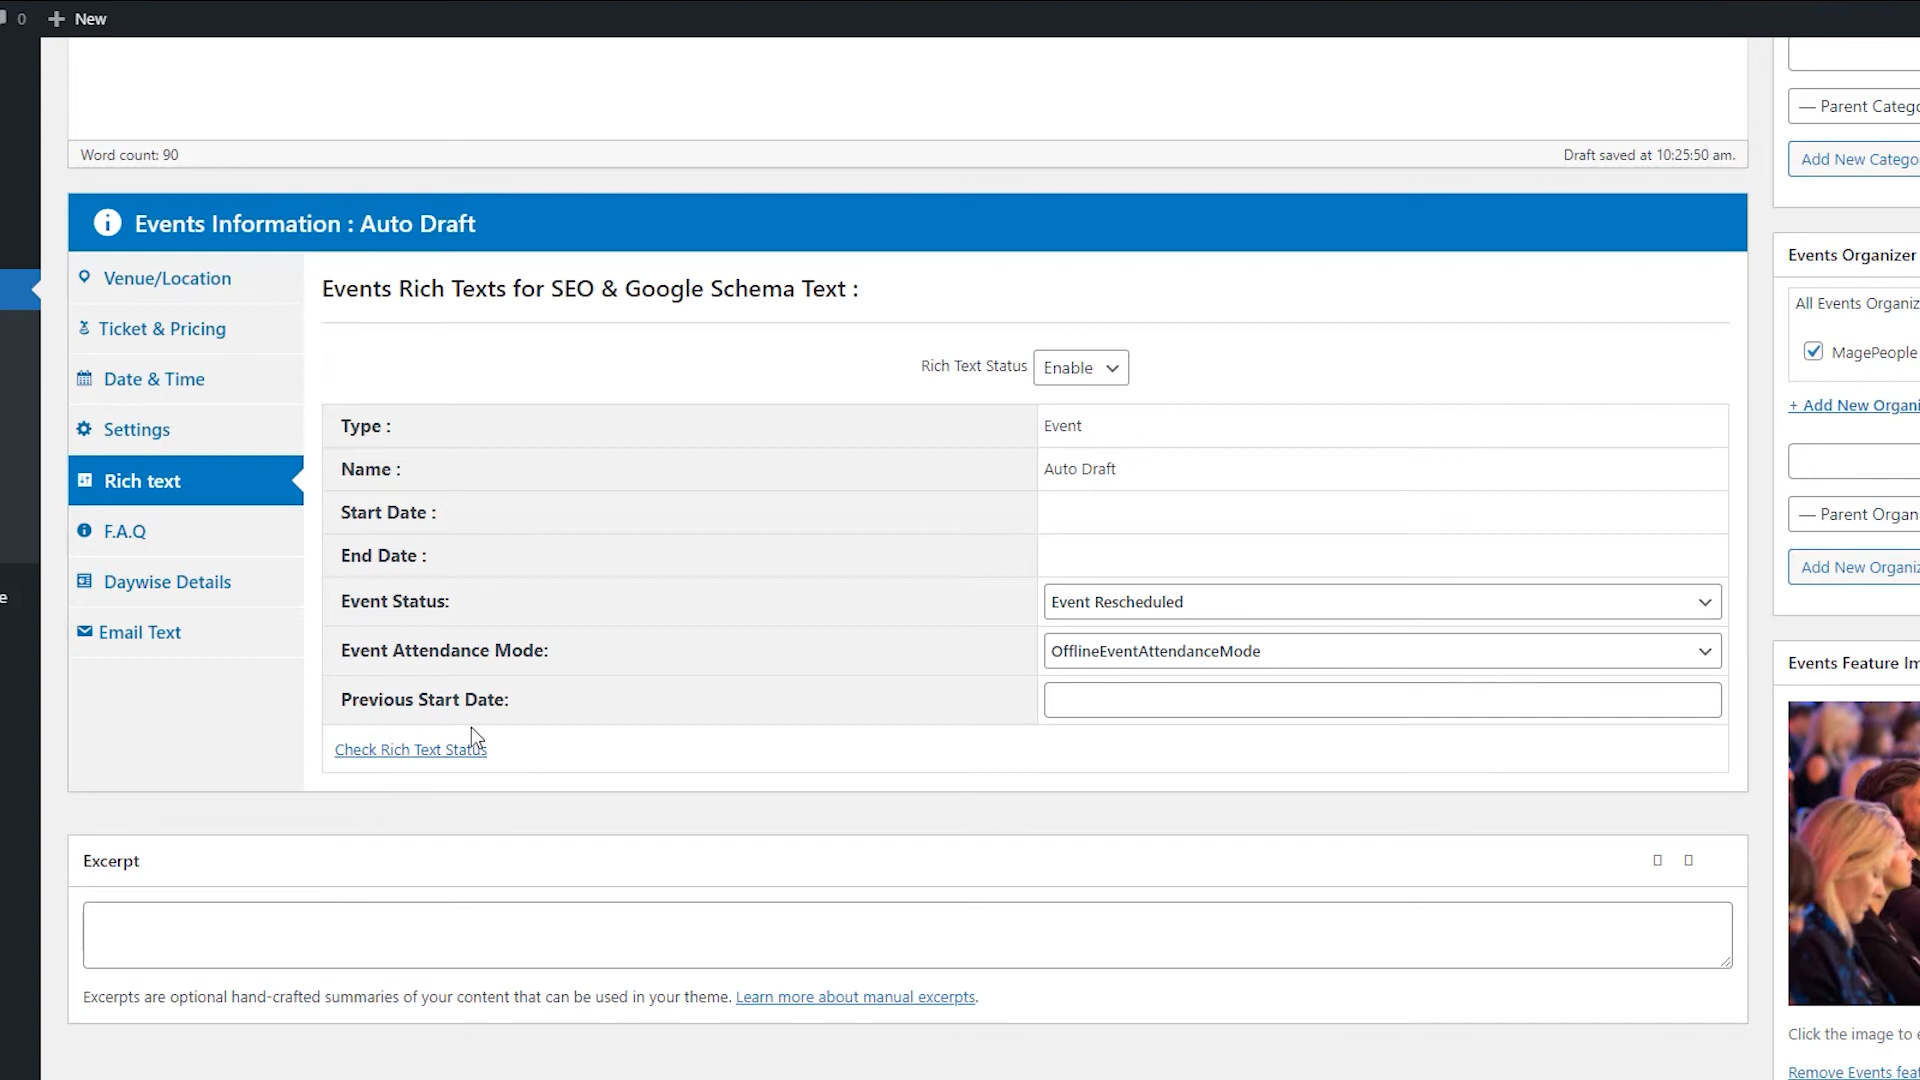 0 New
Word count: 90
Draft saved at 10:25:50 am.
Events Information : Auto Draft
Venue/Location
Ticket & Pricing
Date & Time
Settings
Rich text
F.A.Q
Daywise Details
Email Text
Events Rich Texts for SEO & Google Schema Text :
Rich Text Status Enable
Type : Event
Name : Auto Draft
Start Date :
End Date :
Event Status: Event Rescheduled
Event Attendance Mode: OfflineEventAttendanceMode
Previous Start Date:
Check Rich Text Status
Excerpt
Excerpts are optional hand-crafted summaries of your content that can be used in your theme. Learn more about manual excerpts.
e
— Parent Catego
Add New Catego
Events Organizer
All Events Organiz
MagePeople
+ Add New Organi
— Parent Organ
Add New Organiz
Events Feature Im
Click the image to e
Remove Events feat